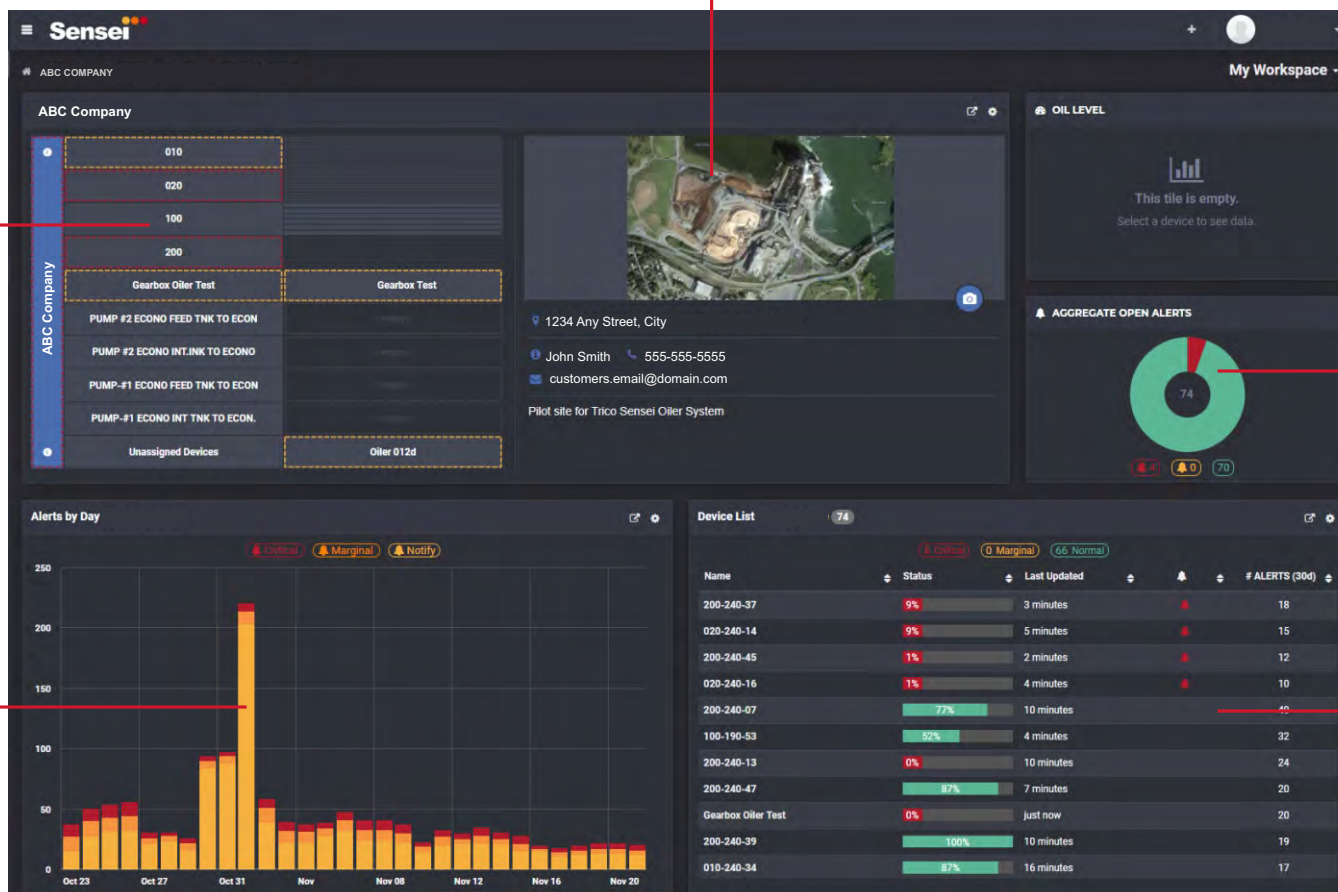 Sensei
+
ABC COMPANY
My Workspace
ABC Company
ABC Company
010
020
100
200
Gearbox Oiler Test
Gearbox Test
PUMP #2 ECONO FEED TNK TO ECON
PUMP #2 ECONO INT.INK TO ECONO
PUMP-#1 ECONO FEED TNK TO ECON
PUMP-#1 ECONO INT TNK TO ECON.
Unassigned Devices
Oiler 012d
1234 Any Street, City
John Smith 555-555-5555
customers.email@domain.com
Pilot site for Trico Sensei Oiler System
OIL LEVEL
This tile is empty.
Select a device to see data.
AGGREGATE OPEN ALERTS
74
4 0 70
Alerts by Day
Critical Marginal Notify
250
200
150
100
50
0
Oct 23 Oct 27 Oct 31 Nov Nov 08 Nov 12 Nov 16 Nov 20
Device List 74
Critical 0 Marginal 66 Normal
Name Status Last Updated # ALERTS (30d)
200-240-37 9% 3 minutes 18
020-240-14 9% 5 minutes 15
200-240-45 1% 2 minutes 12
020-240-16 1% 4 minutes 10
200-240-07 77% 10 minutes 49
100-190-53 52% 4 minutes 32
200-240-13 0% 10 minutes 24
200-240-47 87% 7 minutes 20
Gearbox Oiler Test 0% just now 20
200-240-39 100% 10 minutes 19
010-240-34 87% 16 minutes 17